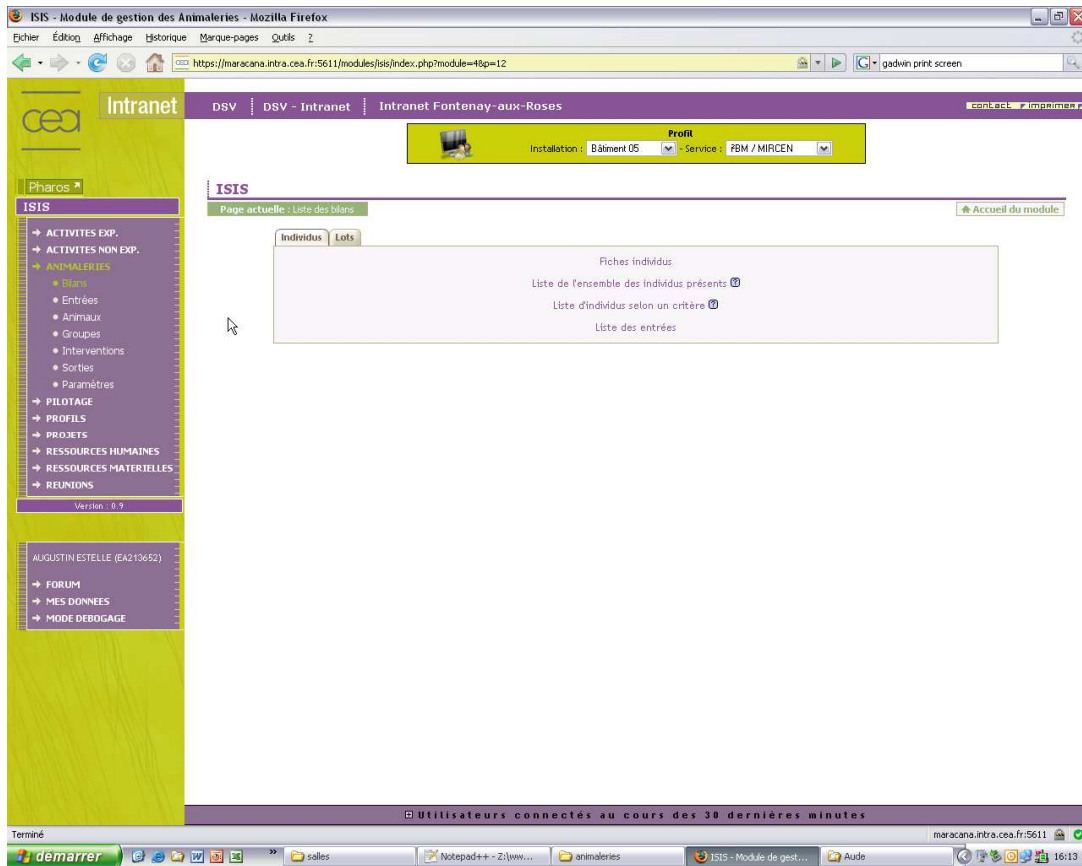 ISIS - Module de gestion des Animaleries - Mozilla Firefox
Fichier Édition Affichage Historique Marque-pages Outils ?
https://maracana.intra.cea.fr:5611/modules/isis/index.php?module=4&p=12
gadwin print screen
cea
Intranet
DSV DSV - Intranet Intranet Fontenay-aux-Roses
contact imprimer
Profil
Installation : Bâtiment 05 - Service : I²BM / MIRCEN
Pharos
ISIS
ISIS
Page actuelle : Liste des bilans
Accueil du module
ACTIVITES EXP.
ACTIVITES NON EXP.
ANIMALERIES
Bilans
Entrées
Animaux
Groupes
Interventions
Sorties
Paramètres
PILOTAGE
PROFILS
PROJETS
RESSOURCES HUMAINES
RESSOURCES MATERIELLES
REUNIONS
Version : 0.9
Individus Lots
Fiches individus
Liste de l'ensemble des individus présents ?
Liste d'individus selon un critère ?
Liste des entrées
AUGUSTIN ESTELLE (EA213652)
FORUM
MES DONNEES
MODE DEBOGAGE
Utilisateurs connectés au cours des 30 dernières minutes
Terminé
maracana.intra.cea.fr:5611
démarrer
salles
Notepad++ - Z:\ww...
animaleries
ISIS - Module de gest...
Aude
16:13